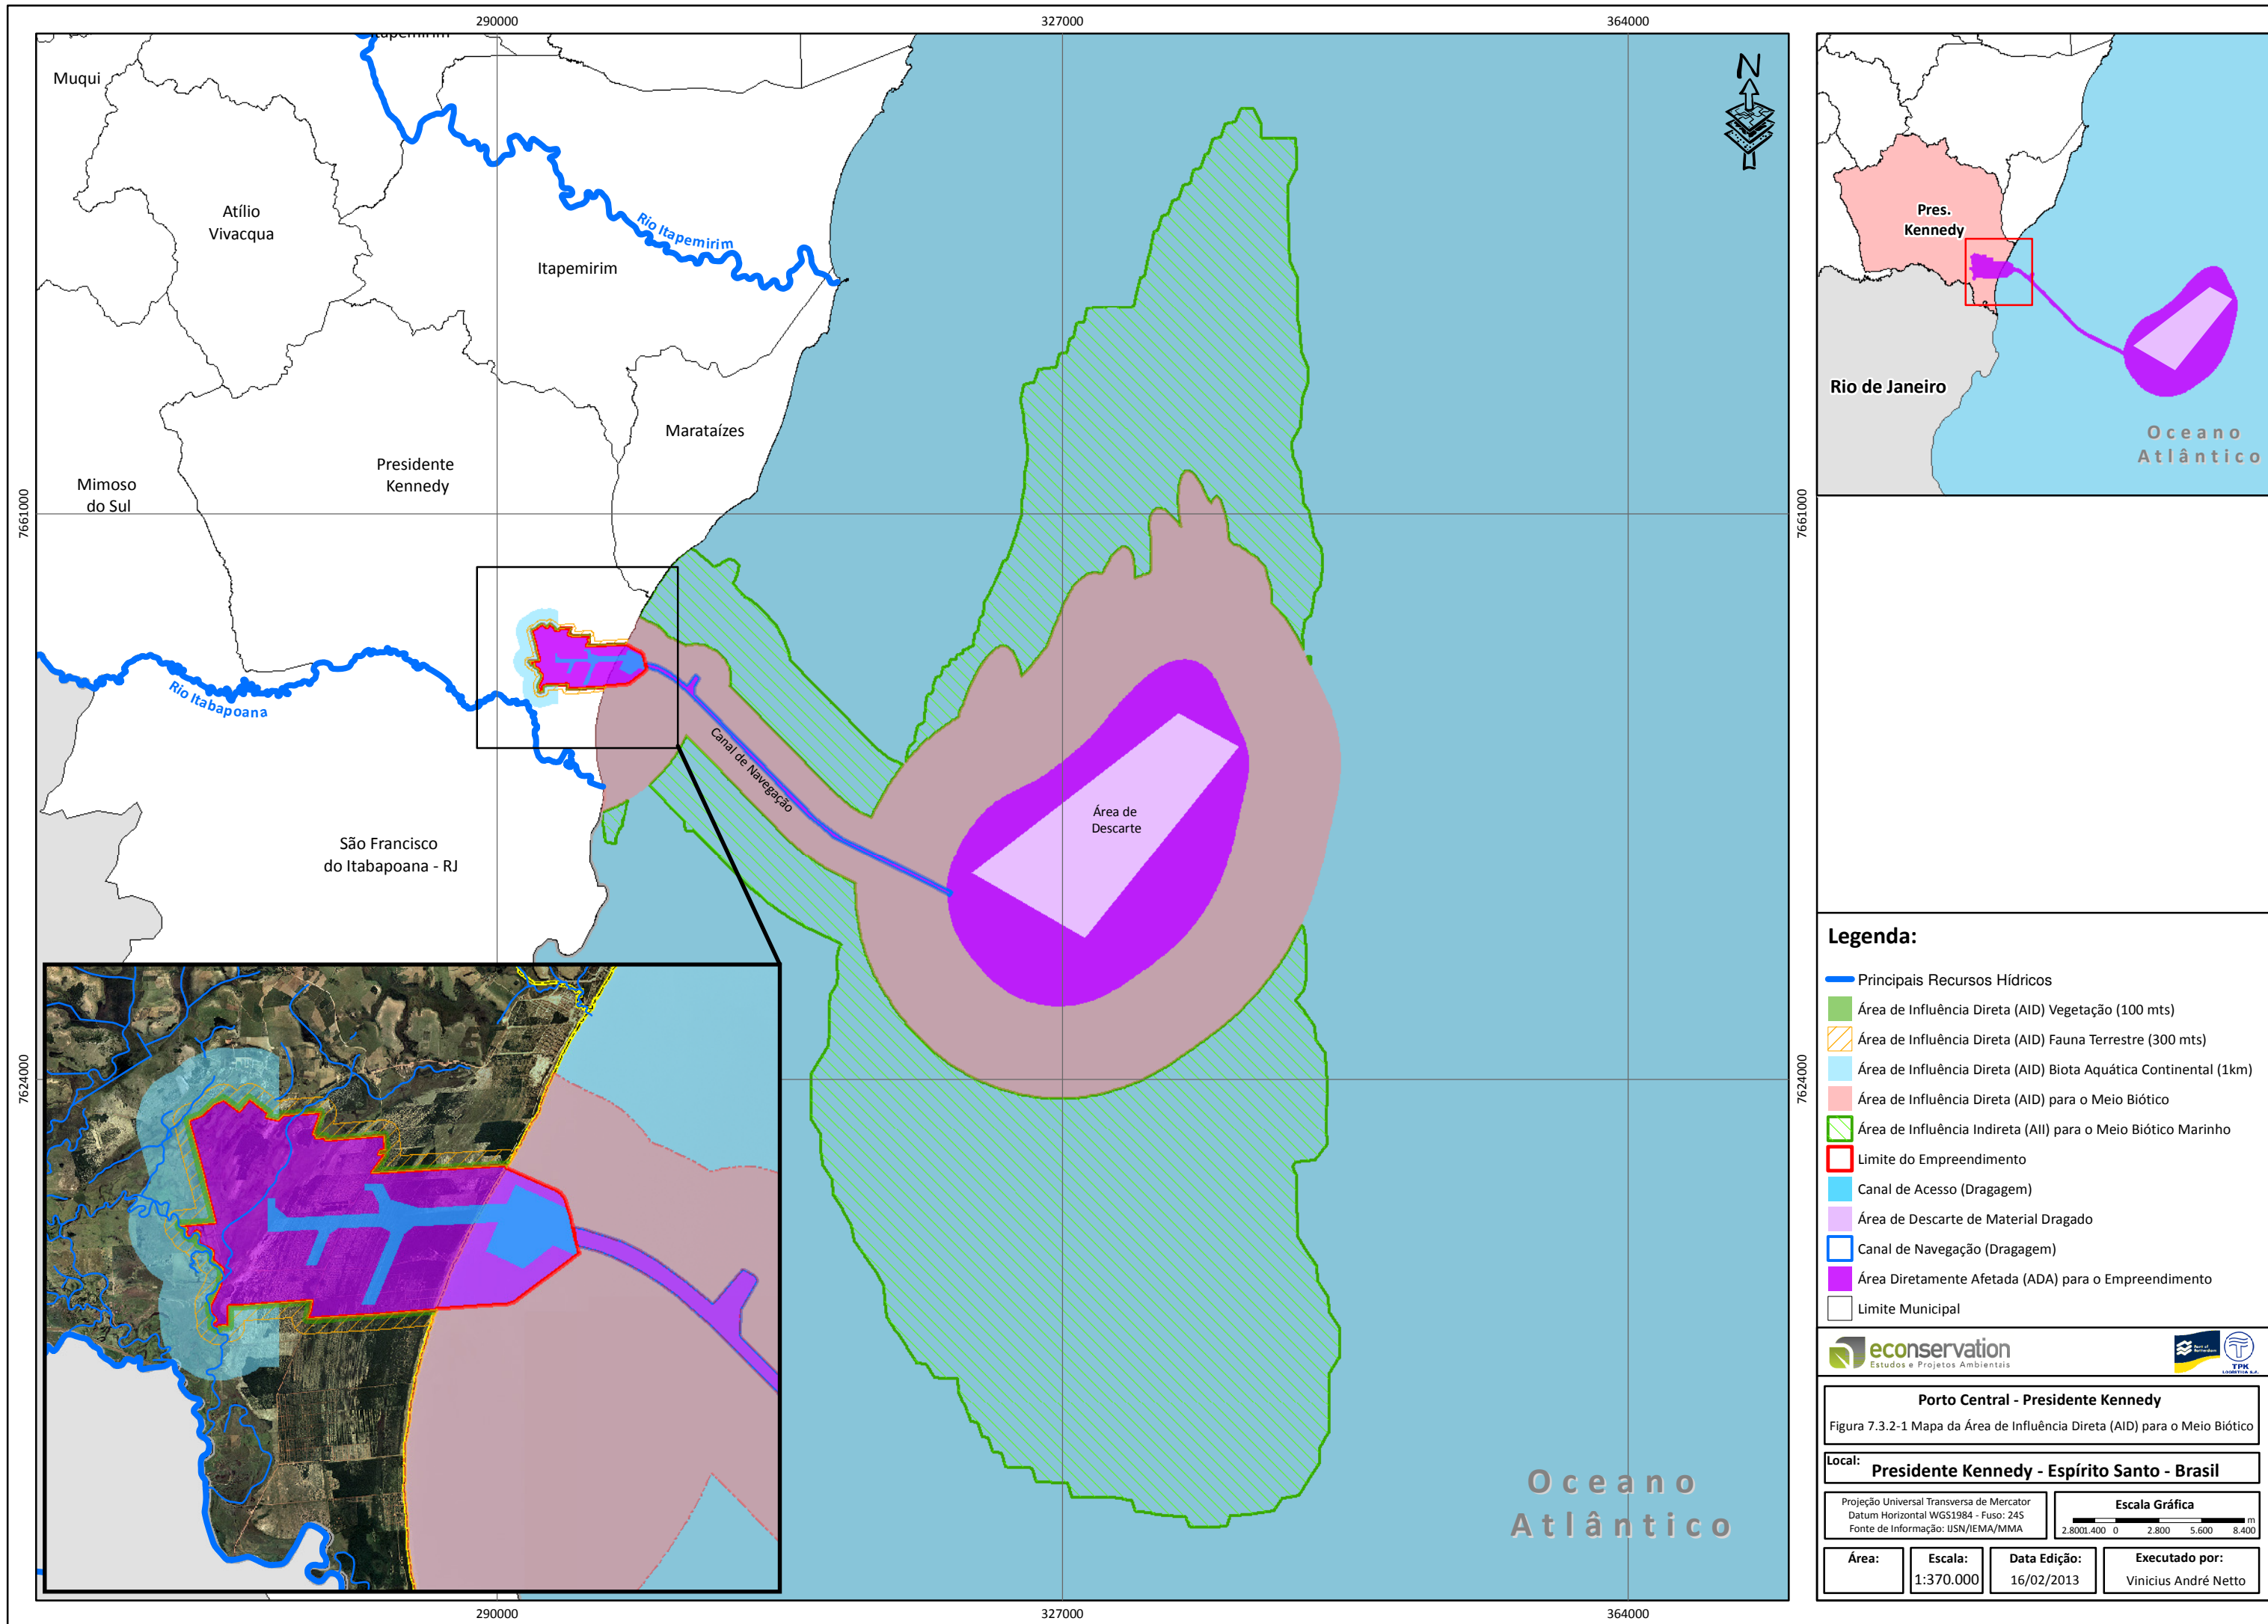 290000
327000
364000
Itapemirim
Muqui
N
Atílio
Vivacqua
Rio Itapemirim
Itapemirim
Marataízes
Presidente
Kennedy
Mimoso
do Sul
7661000
7661000
Rio Itabapoana
Canal de Navegação
Área de
Descarte
São Francisco
do Itabapoana - RJ
7624000
7624000
Oceano
Atlântico
290000
327000
364000
Pres.
Kennedy
Rio de Janeiro
Oceano
Atlântico
Legenda:
Principais Recursos Hídricos
Área de Influência Direta (AID) Vegetação (100 mts)
Área de Influência Direta (AID) Fauna Terrestre (300 mts)
Área de Influência Direta (AID) Biota Aquática Continental (1km)
Área de Influência Direta (AID) para o Meio Biótico
Área de Influência Indireta (AII) para o Meio Biótico Marinho
Limite do Empreendimento
Canal de Acesso (Dragagem)
Área de Descarte de Material Dragado
Canal de Navegação (Dragagem)
Área Diretamente Afetada (ADA) para o Empreendimento
Limite Municipal
econservation
Estudos e Projetos Ambientais
Port of
Rotterdam
TPK
LOGÍSTICA S.A.
Porto Central - Presidente Kennedy
Figura 7.3.2-1 Mapa da Área de Influência Direta (AID) para o Meio Biótico
Local:
Presidente Kennedy - Espírito Santo - Brasil
Projeção Universal Transversa de Mercator
Datum Horizontal WGS1984 - Fuso: 24S
Fonte de Informação: IJSN/IEMA/MMA
Escala Gráfica
m
2.800 1.400 0 2.800 5.600 8.400
Área:
Escala:
1:370.000
Data Edição:
16/02/2013
Executado por:
Vinicius André Netto